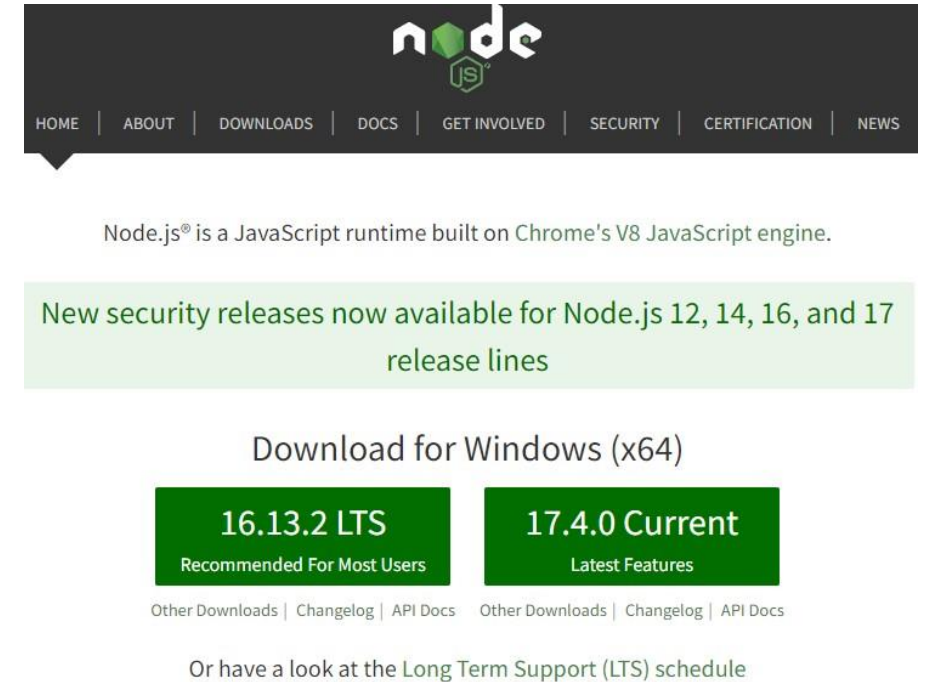 node
JS
HOME | ABOUT | DOWNLOADS | DOCS | GET INVOLVED | SECURITY | CERTIFICATION | NEWS
Node.js® is a JavaScript runtime built on Chrome's V8 JavaScript engine.
New security releases now available for Node.js 12, 14, 16, and 17
release lines
Download for Windows (x64)
16.13.2 LTS
Recommended For Most Users
17.4.0 Current
Latest Features
Other Downloads | Changelog | API Docs
Other Downloads | Changelog | API Docs
Or have a look at the Long Term Support (LTS) schedule